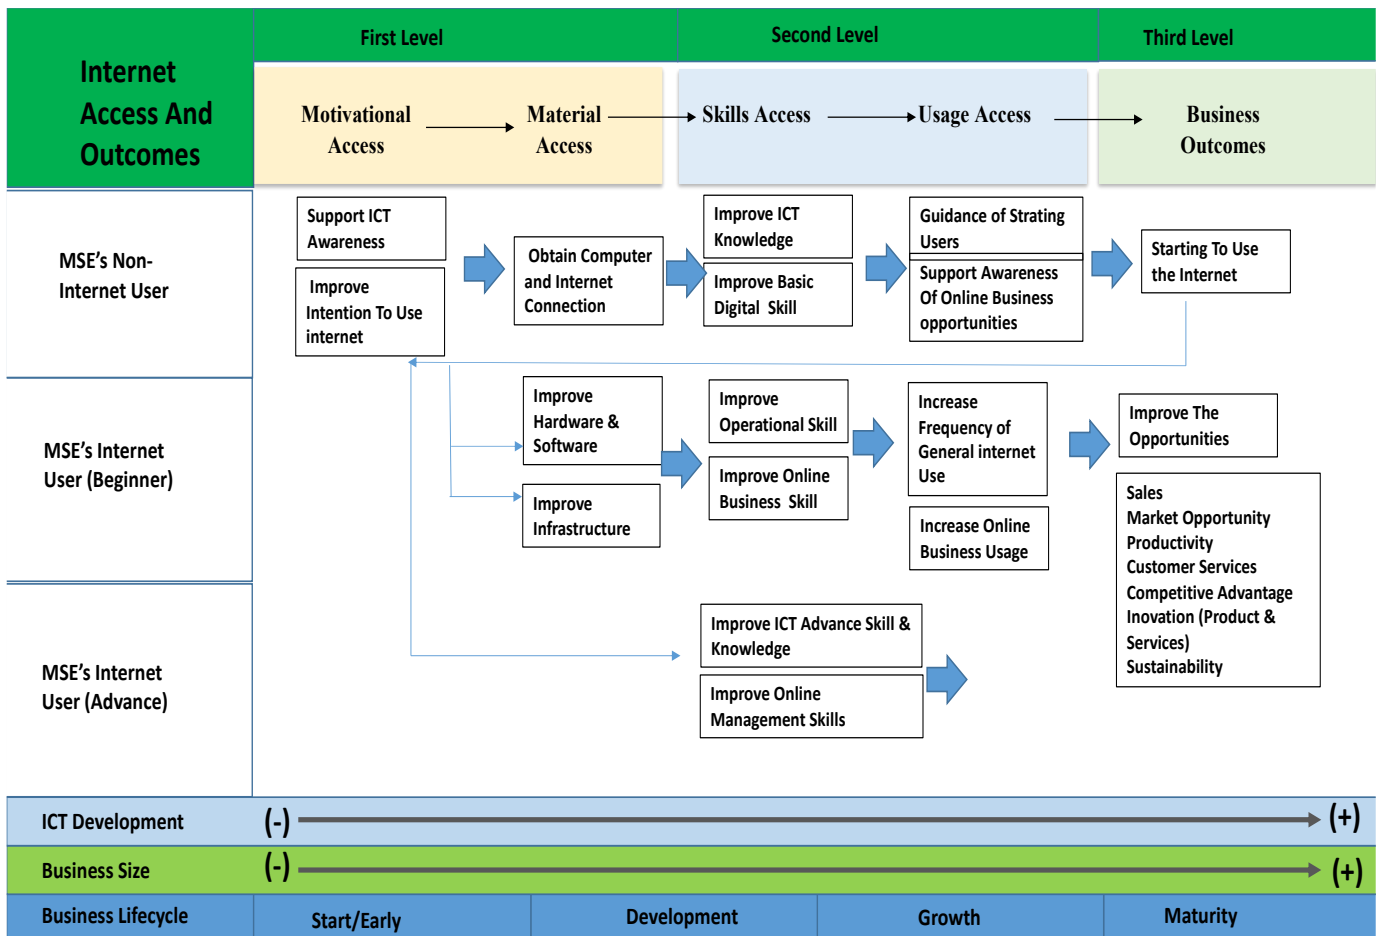 Internet
Access And
Outcomes
First Level
Second Level
Third Level
Motivational
Access
Material
Access
Skills Access
Usage Access
Business
Outcomes
MSE's Non-
Internet User
Support ICT
Awareness
Improve
Intention To Use
internet
Obtain Computer
and Internet
Connection
Improve ICT
Knowledge
Improve Basic
Digital Skill
Guidance of Strating
Users
Support Awareness
Of Online Business
opportunities
Starting To Use
the Internet
MSE's Internet
User (Beginner)
Improve
Hardware &
Software
Improve
Infrastructure
Improve
Operational Skill
Improve Online
Business Skill
Increase
Frequency of
General internet
Use
Increase Online
Business Usage
Improve The
Opportunities
Sales
Market Opportunity
Productivity
Customer Services
Competitive Advantage
Inovation (Product &
Services)
Sustainability
MSE's Internet
User (Advance)
Improve ICT Advance Skill &
Knowledge
Improve Online
Management Skills
ICT Development
(-)
(+)
Business Size
(-)
(+)
Business Lifecycle
Start/Early
Development
Growth
Maturity